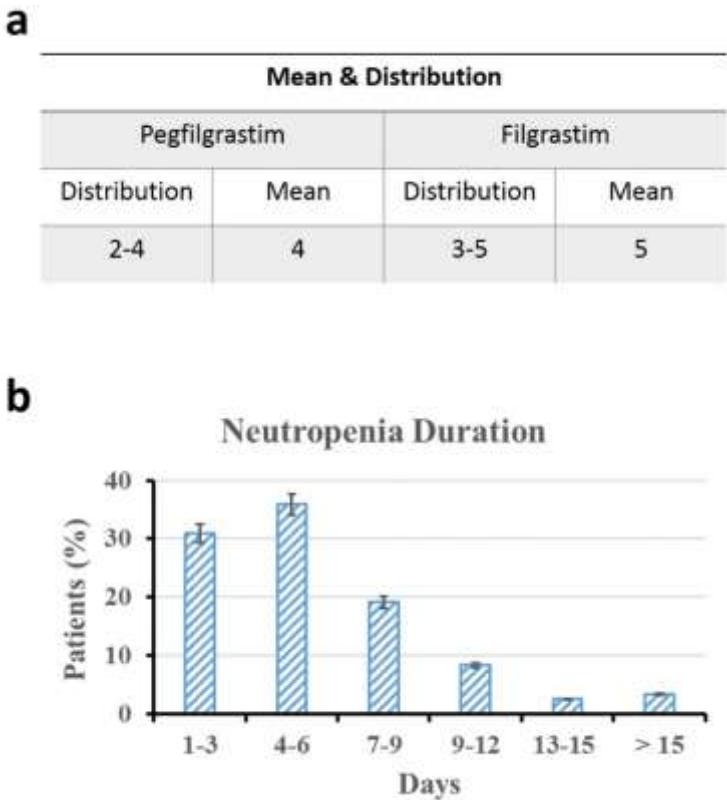 a
Mean & Distribution
Pegfilgrastim Filgrastim
Distribution Mean Distribution Mean
2-4 4 3-5 5
b
Neutropenia Duration
Patients (%)
40
30
20
10
0
1-3 4-6 7-9 9-12 13-15 > 15
Days